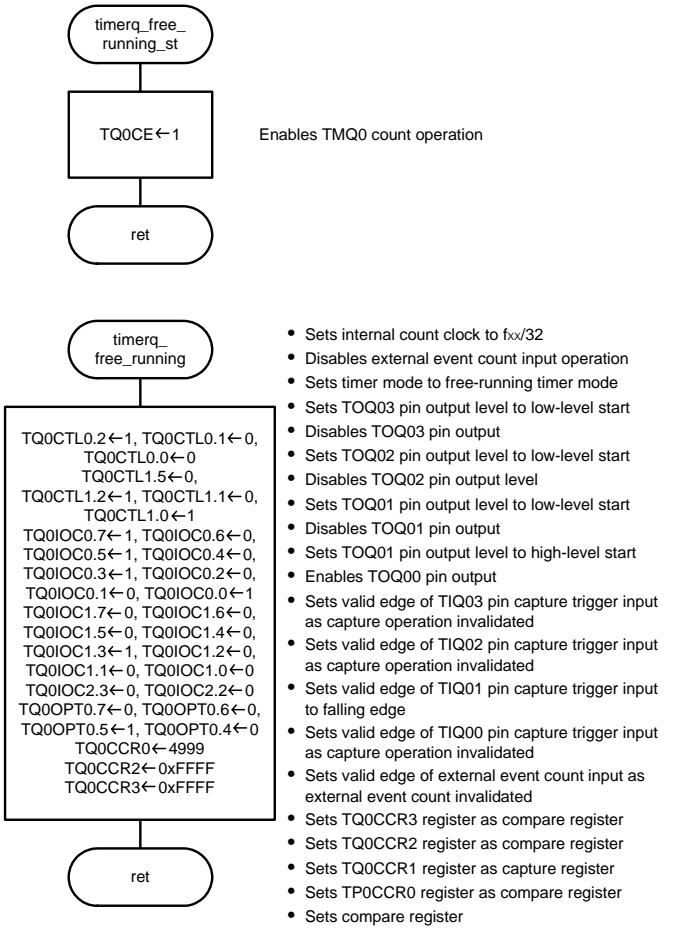 timerq_free_
running_st
TQ0CE←1
Enables TMQ0 count operation
ret
timerq_
free_running
TQ0CTL0.2←1, TQ0CTL0.1←0,
TQ0CTL0.0←0
TQ0CTL1.5←0,
TQ0CTL1.2←1, TQ0CTL1.1←0,
TQ0CTL1.0←1
TQ0IOC0.7←1, TQ0IOC0.6←0,
TQ0IOC0.5←1, TQ0IOC0.4←0,
TQ0IOC0.3←1, TQ0IOC0.2←0,
TQ0IOC0.1←0, TQ0IOC0.0←1
TQ0IOC1.7←0, TQ0IOC1.6←0,
TQ0IOC1.5←0, TQ0IOC1.4←0,
TQ0IOC1.3←1, TQ0IOC1.2←0,
TQ0IOC1.1←0, TQ0IOC1.0←0
TQ0IOC2.3←0, TQ0IOC2.2←0
TQ0OPT0.7←0, TQ0OPT0.6←0,
TQ0OPT0.5←1, TQ0OPT0.4←0
TQ0CCR0←4999
TQ0CCR2←0xFFFF
TQ0CCR3←0xFFFF
ret
• Sets internal count clock to fxx/32
• Disables external event count input operation
• Sets timer mode to free-running timer mode
• Sets TOQ03 pin output level to low-level start
• Disables TOQ03 pin output
• Sets TOQ02 pin output level to low-level start
• Disables TOQ02 pin output level
• Sets TOQ01 pin output level to low-level start
• Disables TOQ01 pin output
• Sets TOQ01 pin output level to high-level start
• Enables TOQ00 pin output
• Sets valid edge of TIQ03 pin capture trigger input
as capture operation invalidated
• Sets valid edge of TIQ02 pin capture trigger input
as capture operation invalidated
• Sets valid edge of TIQ01 pin capture trigger input
to falling edge
• Sets valid edge of TIQ00 pin capture trigger input
as capture operation invalidated
• Sets valid edge of external event count input as
external event count invalidated
• Sets TQ0CCR3 register as compare register
• Sets TQ0CCR2 register as compare register
• Sets TQ0CCR1 register as capture register
• Sets TP0CCR0 register as compare register
• Sets compare register